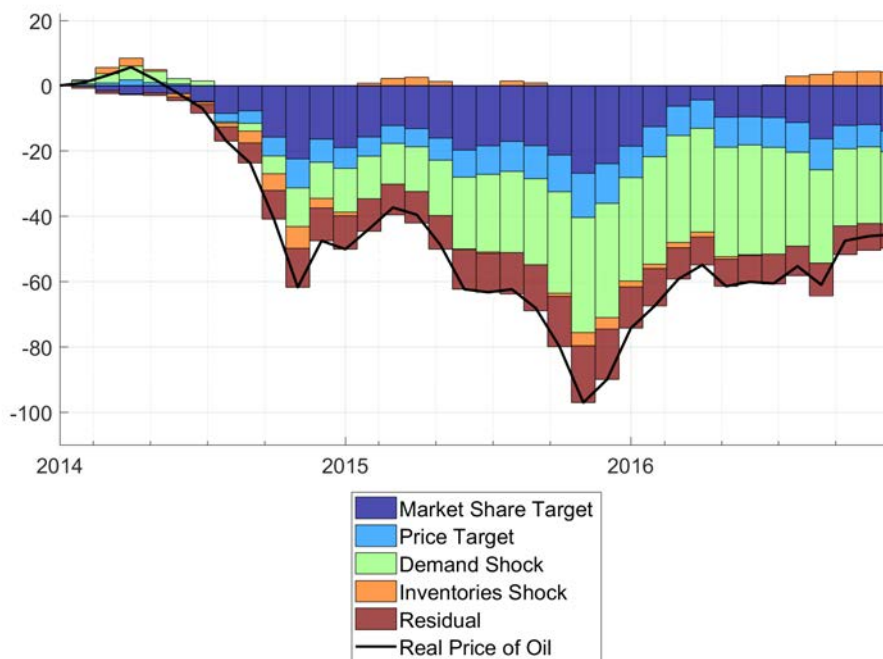 20
0
-20
-40
-60
-80
-100
2014 2015 2016
Market Share Target
Price Target
Demand Shock
Inventories Shock
Residual
Real Price of Oil